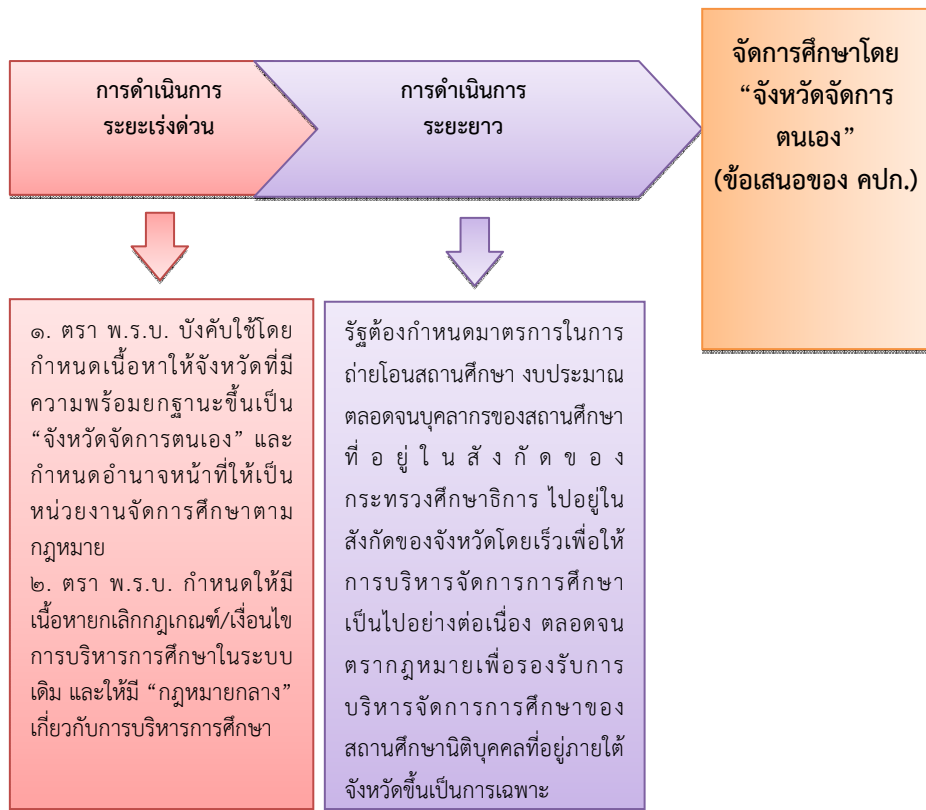 การดำเนินการ
ระยะเร่งด่วน
การดำเนินการ
ระยะยาว
จัดการศึกษาโดย
“จังหวัดจัดการ
ตนเอง”
(ข้อเสนอของ คปก.)
๑. ตรา พ.ร.บ. บังคับใช้โดย
กำหนดเนื้อหาให้จังหวัดที่มี
ความพร้อมยกฐานะขึ้นเป็น
“จังหวัดจัดการตนเอง” และ
กำหนดอำนาจหน้าที่ให้เป็น
หน่วยงานจัดการศึกษาตาม
กฎหมาย
๒. ตรา พ.ร.บ. กำหนดให้มี
เนื้อหายกเลิกกฎเกณฑ์/เงื่อนไข
การบริหารการศึกษาในระบบ
เดิม และให้มี “กฎหมายกลาง”
เกี่ยวกับการบริหารการศึกษา
รัฐต้องกำหนดมาตรการในการ
ถ่ายโอนสถานศึกษา งบประมาณ
ตลอดจนบุคลากรของสถานศึกษา
ที่อยู่ในสังกัดของ
กระทรวงศึกษาธิการ ไปอยู่ใน
สังกัดของจังหวัดโดยเร็วเพื่อให้
การบริหารจัดการการศึกษา
เป็นไปอย่างต่อเนื่อง ตลอดจน
ตรากฎหมายเพื่อรองรับการ
บริหารจัดการการศึกษาของ
สถานศึกษานิติบุคคลที่อยู่ภายใต้
จังหวัดขึ้นเป็นการเฉพาะ